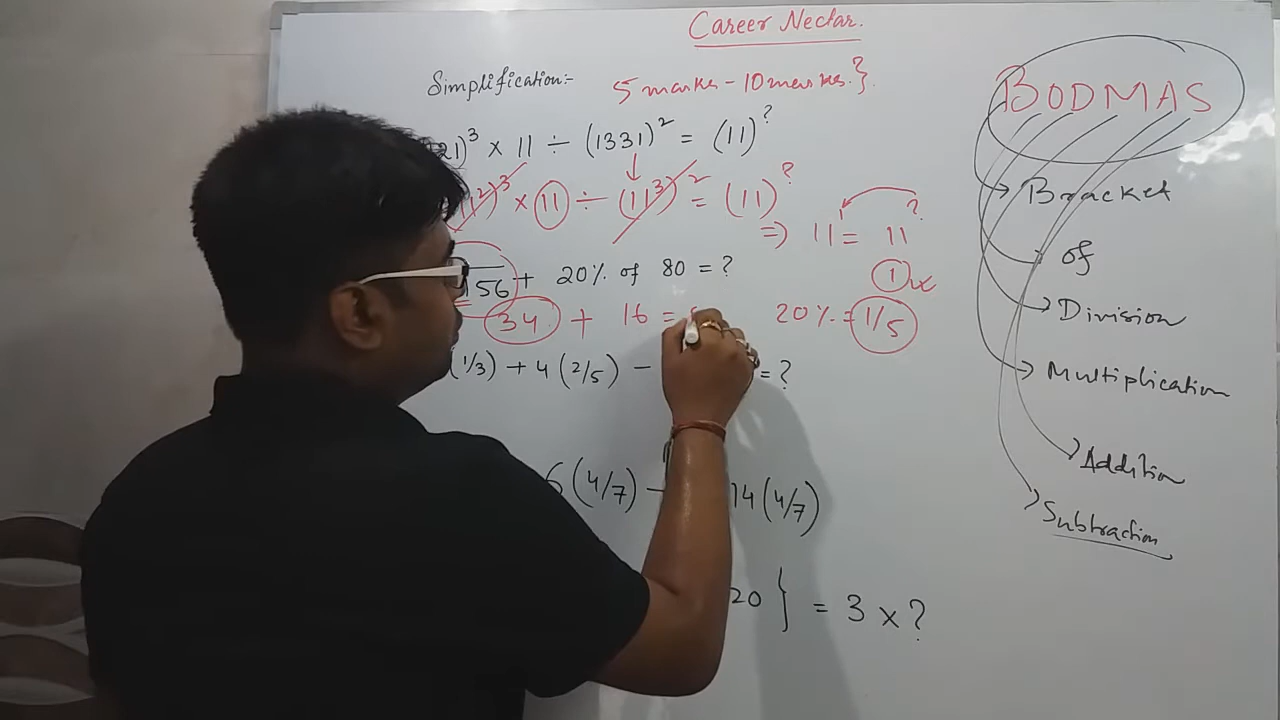 Career Nectar.
Simplification:- 5 marks - 10 marks.}
21)³ × 11 ÷ (1331)² = (11)^?
11²)³ × 11 ÷ (11³)² = (11)^?
⇒ 11 = 11^?
1
56 + 20% of 80 = ?
34 + 16 = 20% = 1/5
(1/3) + 4 (2/5) - = ?
6 (4/7) - 14 (4/7)
20 } = 3 × ?
BODMAS
Bracket
of
Division
Multiplication
Addition
Subtraction